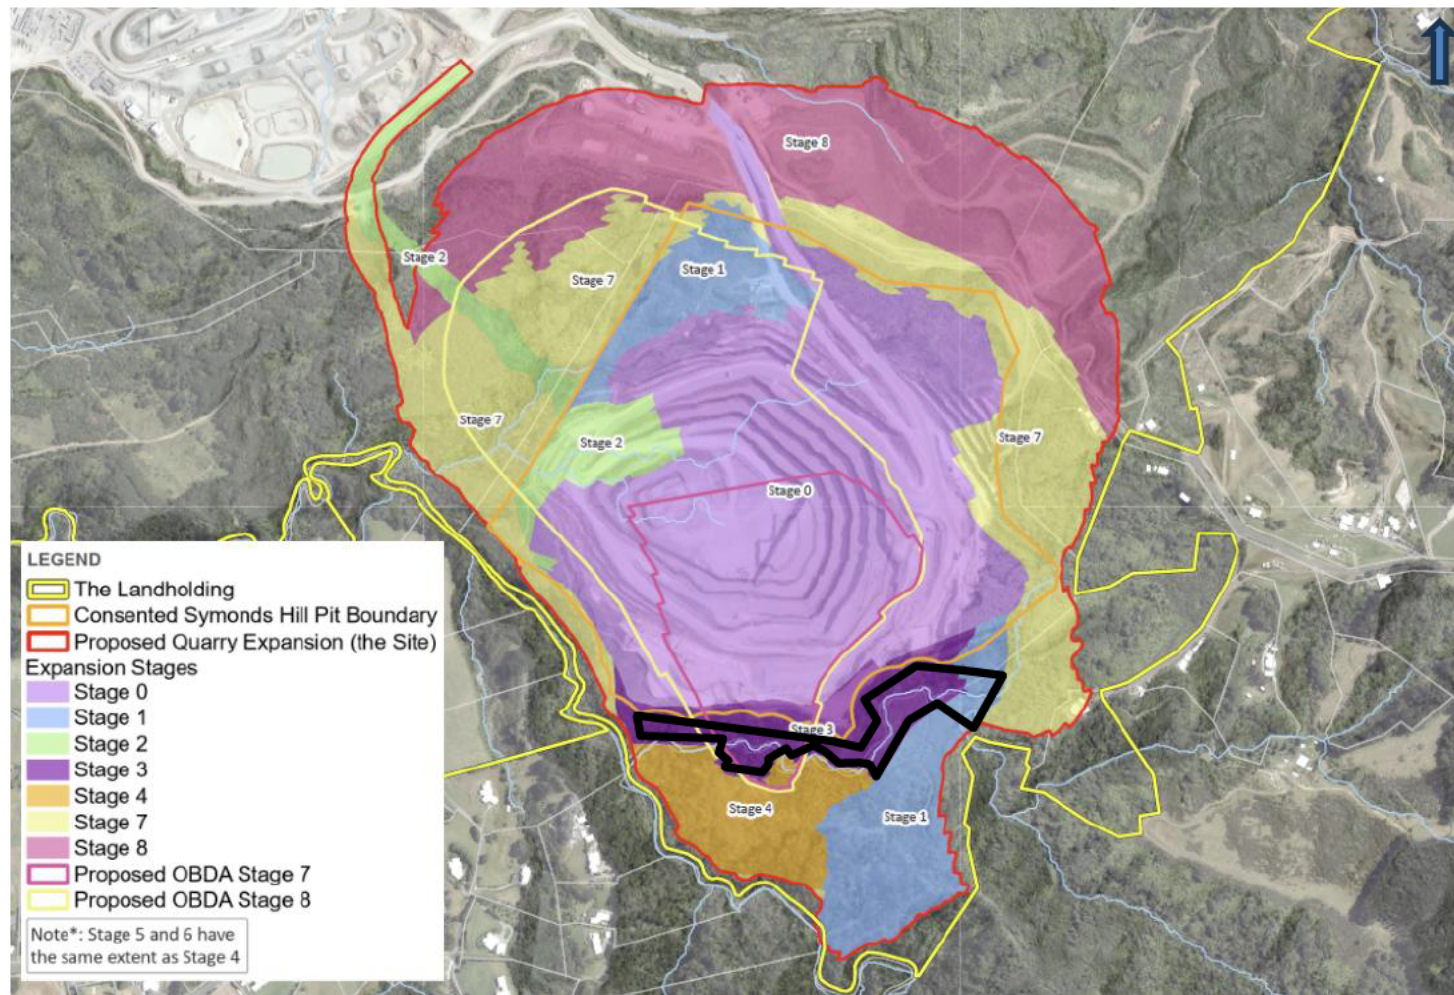 Stage 8
Stage 2
Stage 1
Stage 7
Stage 7
Stage 2
Stage 7
Stage 0
Stage 3
Stage 4
Stage 1
LEGEND
The Landholding
Consented Symonds Hill Pit Boundary
Proposed Quarry Expansion (the Site)
Expansion Stages
Stage 0
Stage 1
Stage 2
Stage 3
Stage 4
Stage 7
Stage 8
Proposed OBDA Stage 7
Proposed OBDA Stage 8
Note*: Stage 5 and 6 have
the same extent as Stage 4